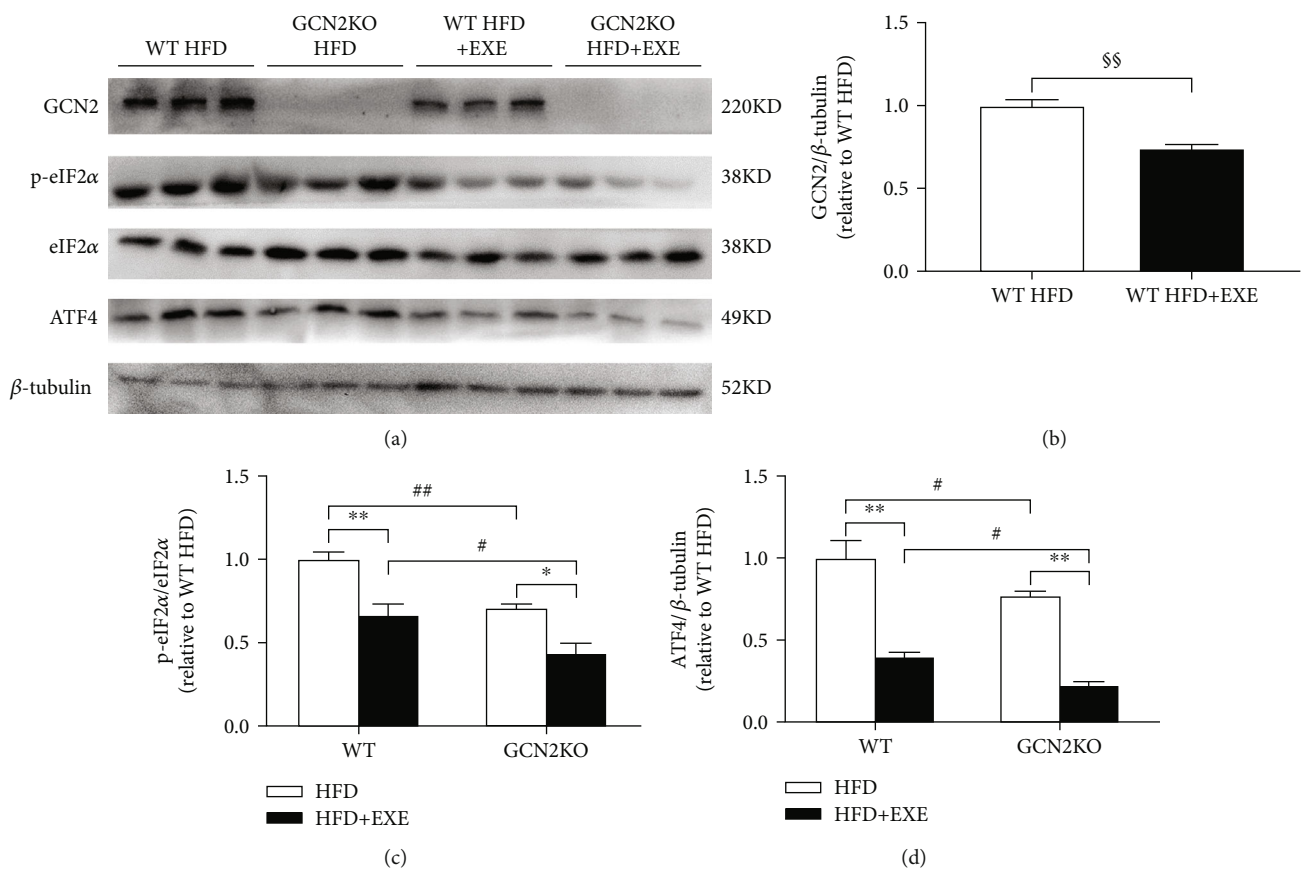 WT HFD
GCN2KO
HFD
WT HFD
+EXE
GCN2KO
HFD+EXE
GCN2
220KD
p-eIF2α
38KD
eIF2α
38KD
ATF4
49KD
β-tubulin
52KD
(a)
GCN2/β-tubulin
(relative to WT HFD)
1.5
1.0
0.5
0.0
§§
WT HFD
WT HFD+EXE
(b)
p-eIF2α/eIF2α
(relative to WT HFD)
1.5
1.0
0.5
0.0
##
**
#
*
WT
GCN2KO
HFD
HFD+EXE
(c)
ATF4/β-tubulin
(relative to WT HFD)
1.5
1.0
0.5
0.0
#
**
#
**
WT
GCN2KO
HFD
HFD+EXE
(d)